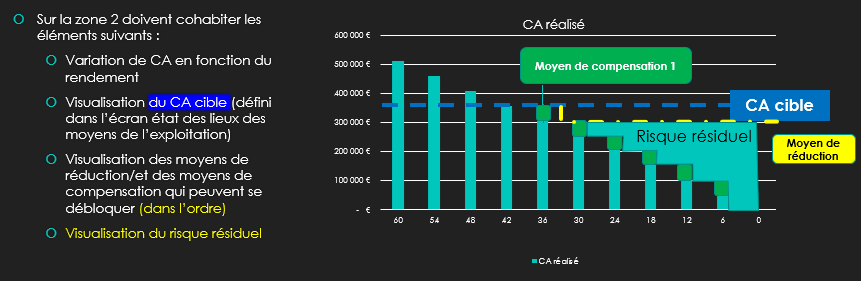 Sur la zone 2 doivent cohabiter les
éléments suivants :
Variation de CA en fonction du
rendement
Visualisation du CA cible (défini
dans l'écran état des lieux des
moyens de l'exploitation)
Visualisation des moyens de
réduction/et des moyens de
compensation qui peuvent se
débloquer (dans l'ordre)
Visualisation du risque résiduel
CA réalisé
600 000 €
500 000 €
400 000 €
300 000 €
200 000 €
100 000 €
- €
Moyen de compensation 1
CA cible
Risque résiduel
Moyen de
réduction
60 54 48 42 36 30 24 18 12 6 0
CA réalisé